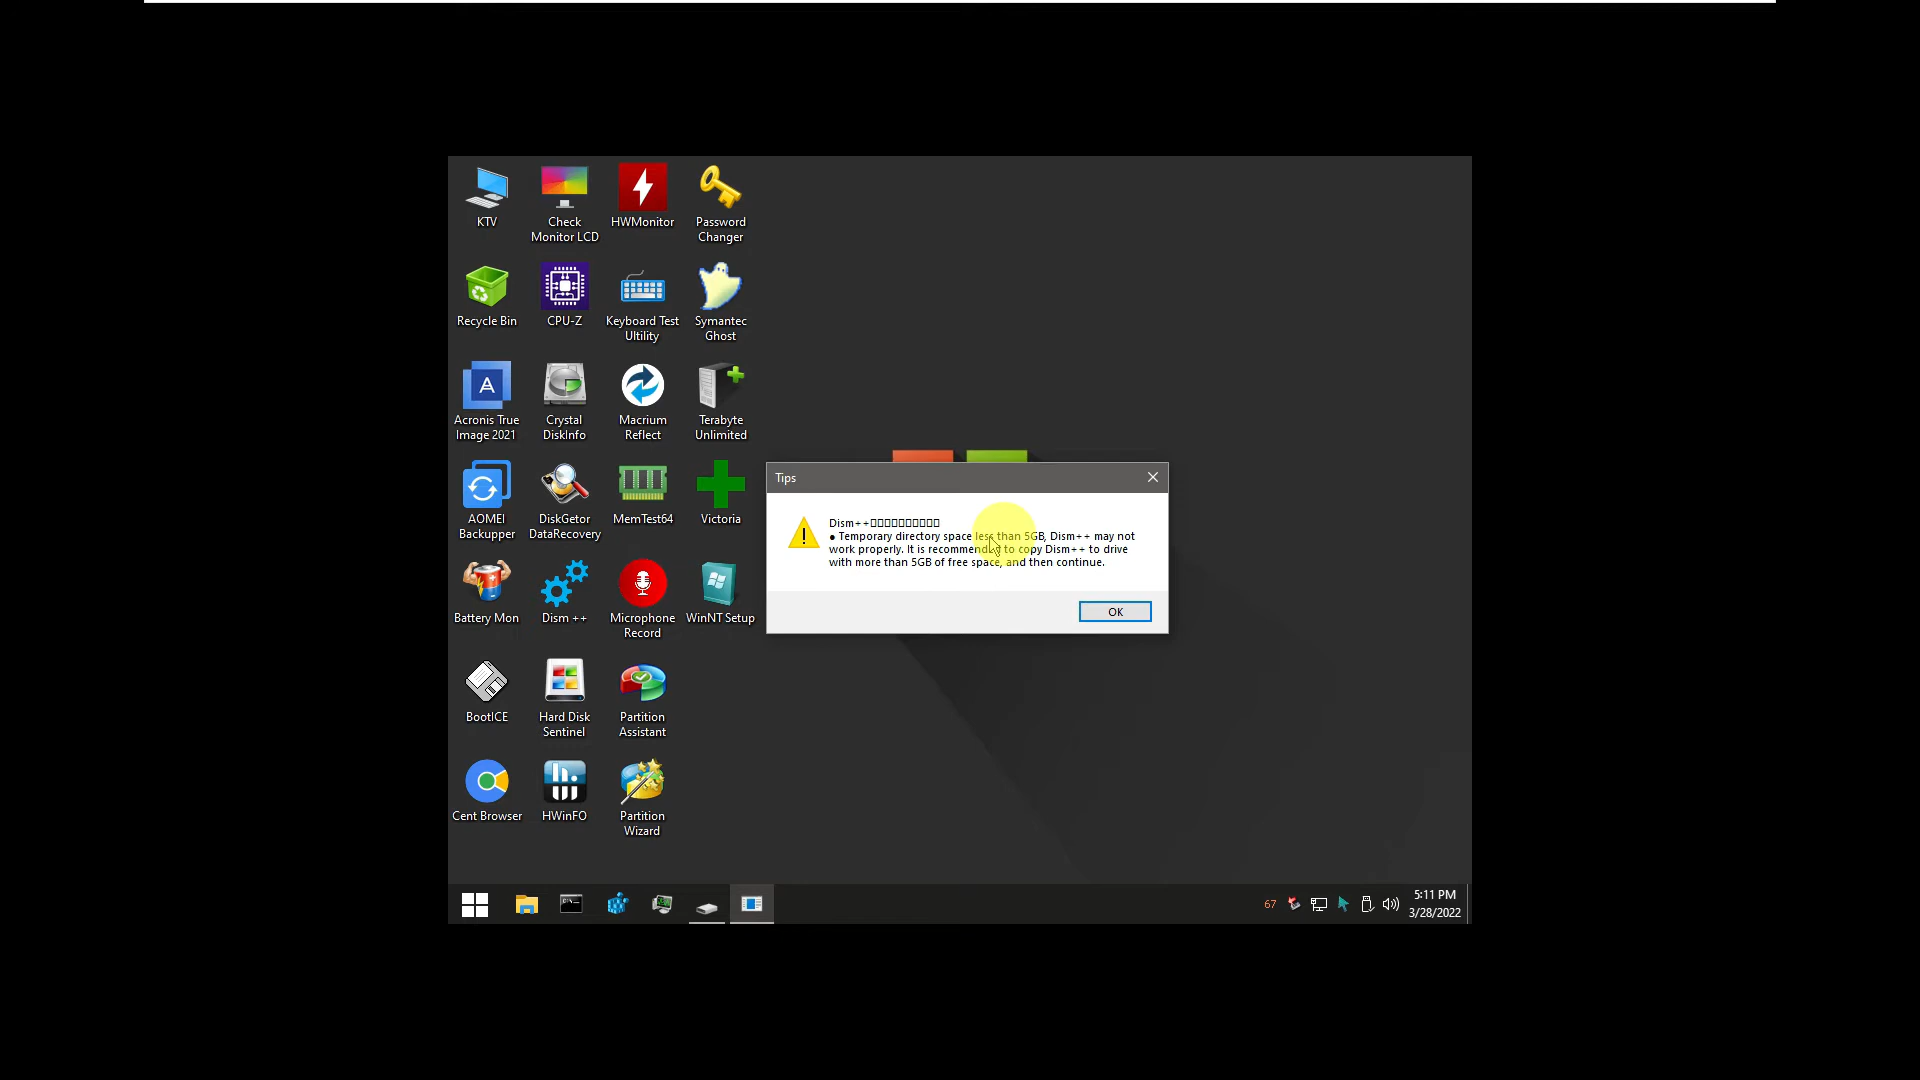 KTV
Check
Monitor LCD
HWMonitor
Password
Changer
Recycle Bin
CPU-Z
Keyboard Test
Ultility
Symantec
Ghost
Acronis True
Image 2021
Crystal
DiskInfo
Macrium
Reflect
Terabyte
Unlimited
AOMEI
Backupper
DiskGetor
DataRecovery
MemTest64
Victoria
Battery Mon
Dism ++
Microphone
Record
WinNT Setup
BootICE
Hard Disk
Sentinel
Partition
Assistant
Cent Browser
HWinFO
Partition
Wizard
Tips
Dism++□□□□□□□□□□
● Temporary directory space less than 5GB, Dism++ may not
work properly. It is recommended to copy Dism++ to drive
with more than 5GB of free space, and then continue.
OK
67
5:11 PM
3/28/2022